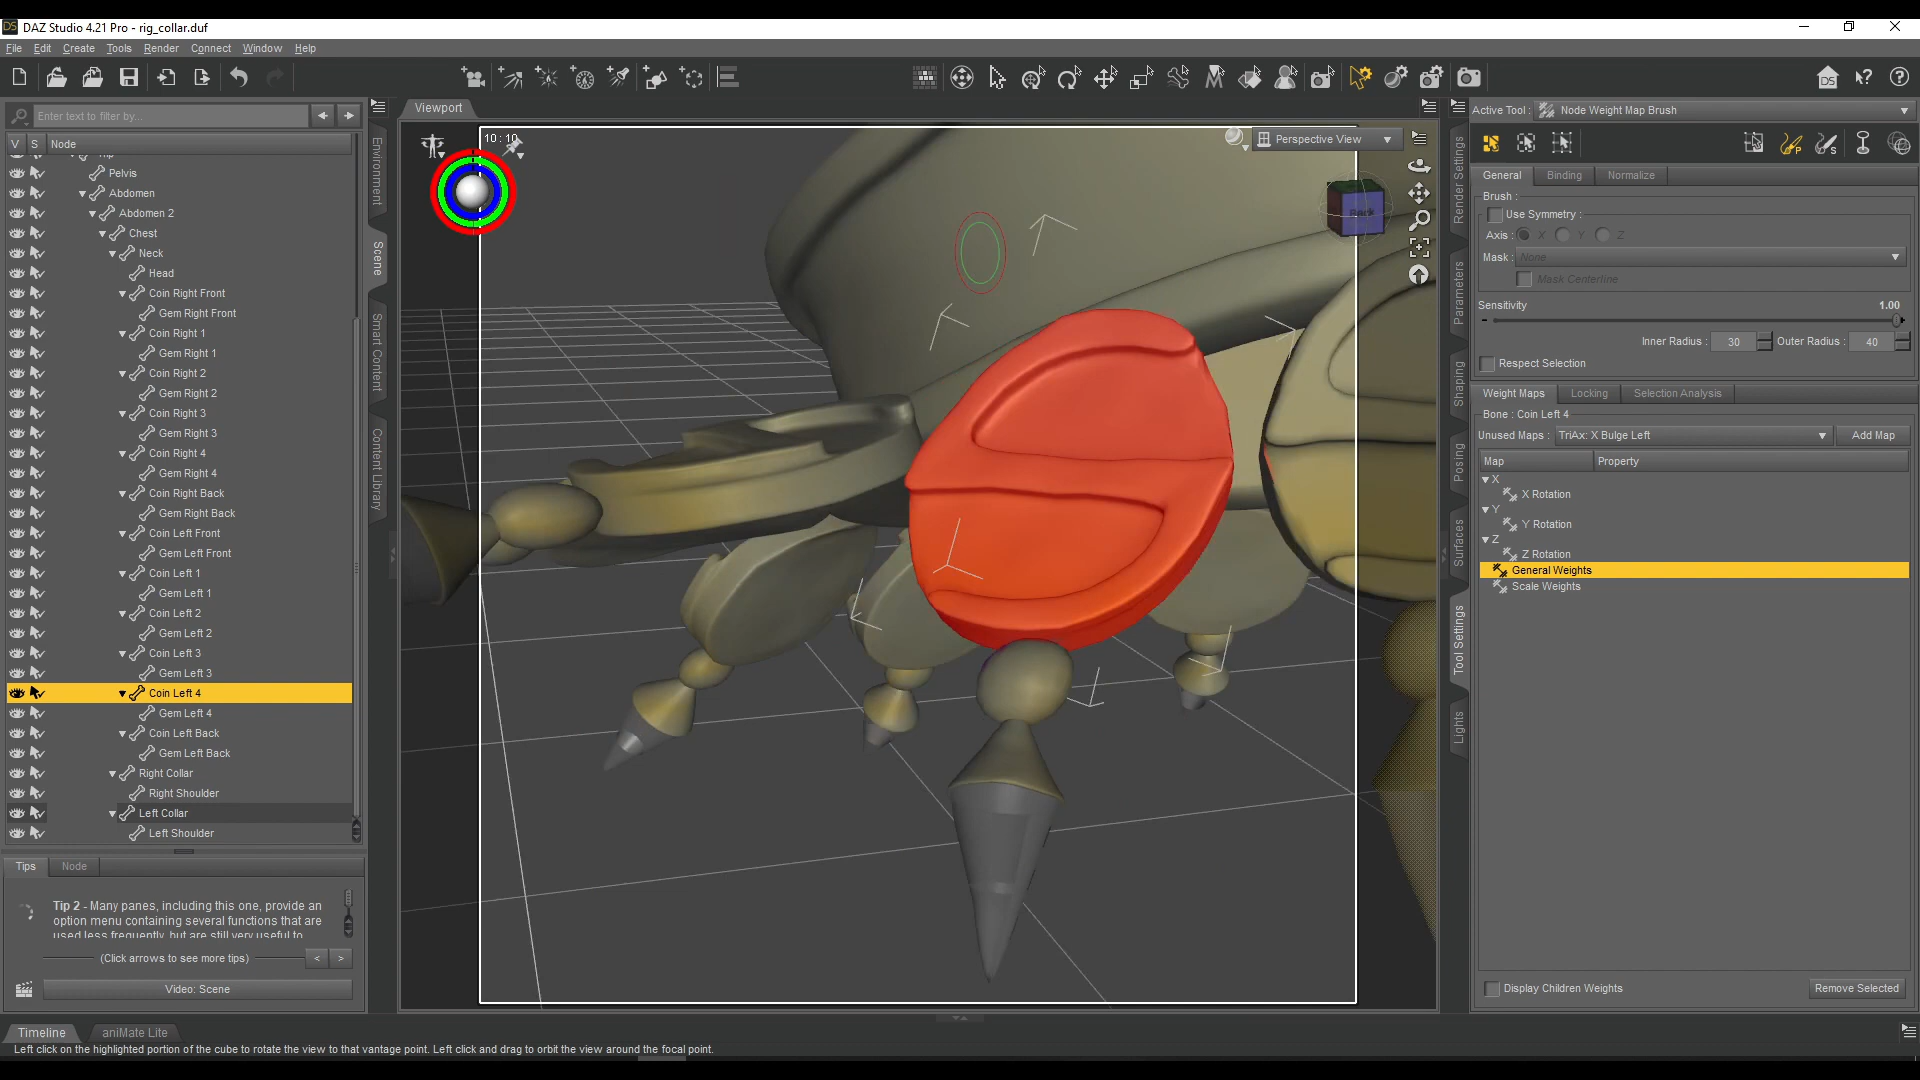 DAZ Studio 4.21 Pro - rig_collar.duf
File Edit Create Tools Render Connect Window Help
Enter text to filter by...
V S Node
Pelvis
Abdomen
Abdomen 2
Chest
Neck
Head
Coin Right Front
Gem Right Front
Coin Right 1
Gem Right 1
Coin Right 2
Gem Right 2
Coin Right 3
Gem Right 3
Coin Right 4
Gem Right 4
Coin Right Back
Gem Right Back
Coin Left Front
Gem Left Front
Coin Left 1
Gem Left 1
Coin Left 2
Gem Left 2
Coin Left 3
Gem Left 3
Coin Left 4
Gem Left 4
Coin Left Back
Gem Left Back
Right Collar
Right Shoulder
Left Collar
Left Shoulder
Tips Node
Tip 2 - Many panes, including this one, provide an
option menu containing several functions that are
used less frequently, but are still very useful to
(Click arrows to see more tips) < >
Video: Scene
Environment
Scene
Smart Content
Content Library
Viewport
10 : 10
Perspective View
Back
Render Settings
Parameters
Shaping
Posing
Surfaces
Tool Settings
Lights
Active Tool : Node Weight Map Brush
General Binding Normalize
Brush :
Use Symmetry :
Axis : X Y Z
Mask : None
Mask Centerline
Sensitivity 1.00
Inner Radius : 30 Outer Radius : 40
Respect Selection
Weight Maps Locking Selection Analysis
Bone : Coin Left 4
Unused Maps : TriAx: X Bulge Left Add Map
Map Property
X
X Rotation
Y
Y Rotation
Z
Z Rotation
General Weights
Scale Weights
Display Children Weights Remove Selected
Timeline aniMate Lite
Left click on the highlighted portion of the cube to rotate the view to that vantage point. Left click and drag to orbit the view around the focal point.